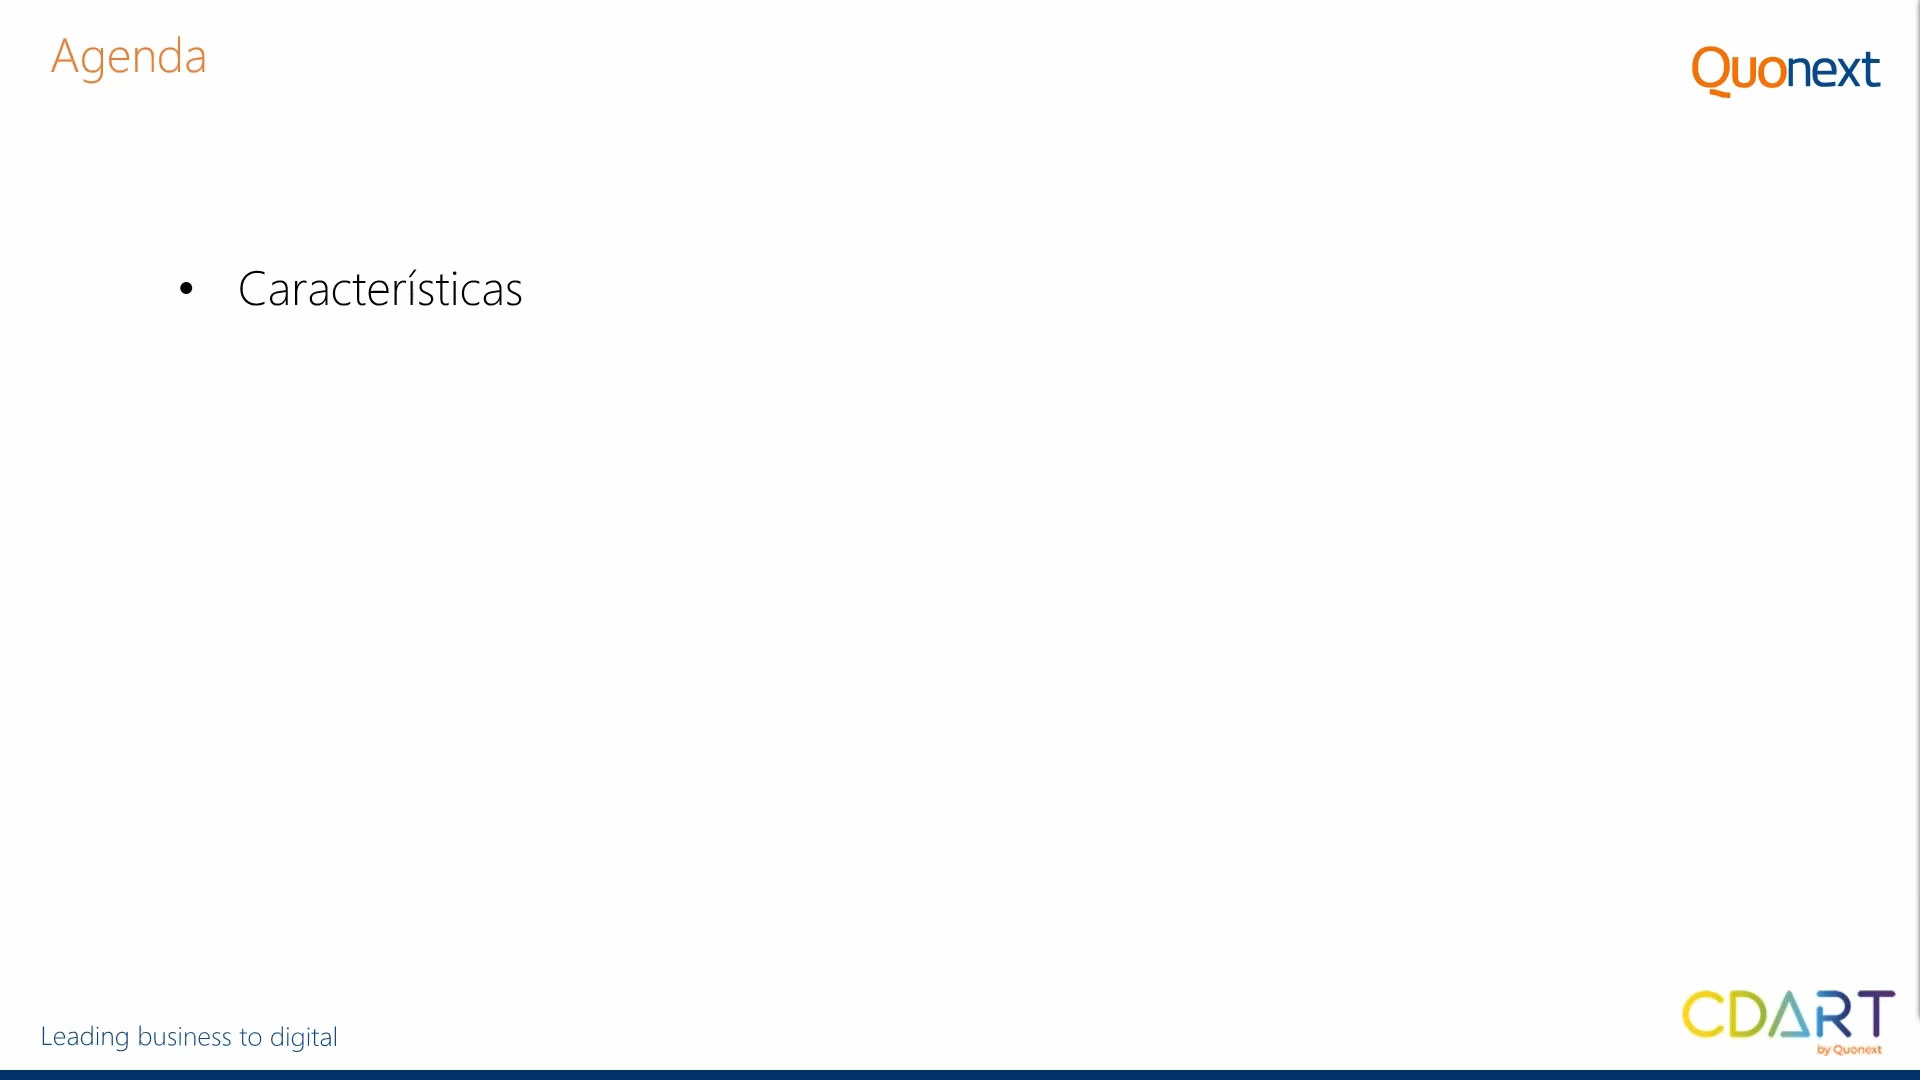 Agenda
Quonext
• Características
Leading business to digital
CDART
by Quonext